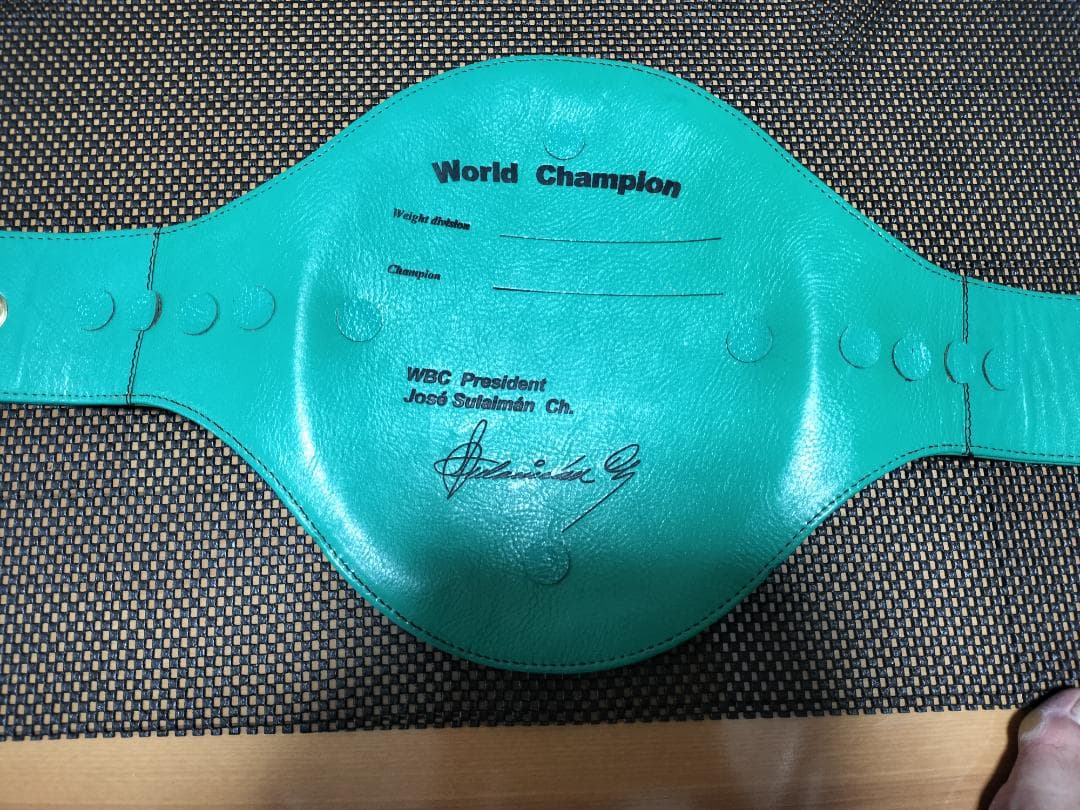 World Champion
Weight division
Champion
WBC President
José Sulaimán Ch.